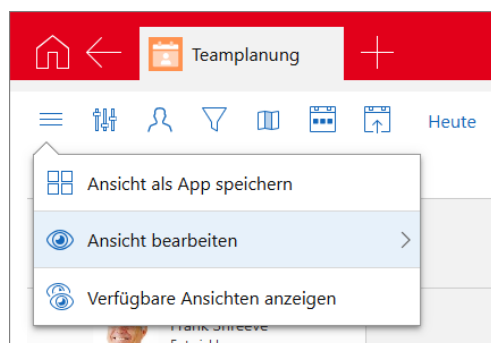 Teamplanung
Heute
Ansicht als App speichern
Ansicht bearbeiten
Verfügbare Ansichten anzeigen
Frank Shreeve